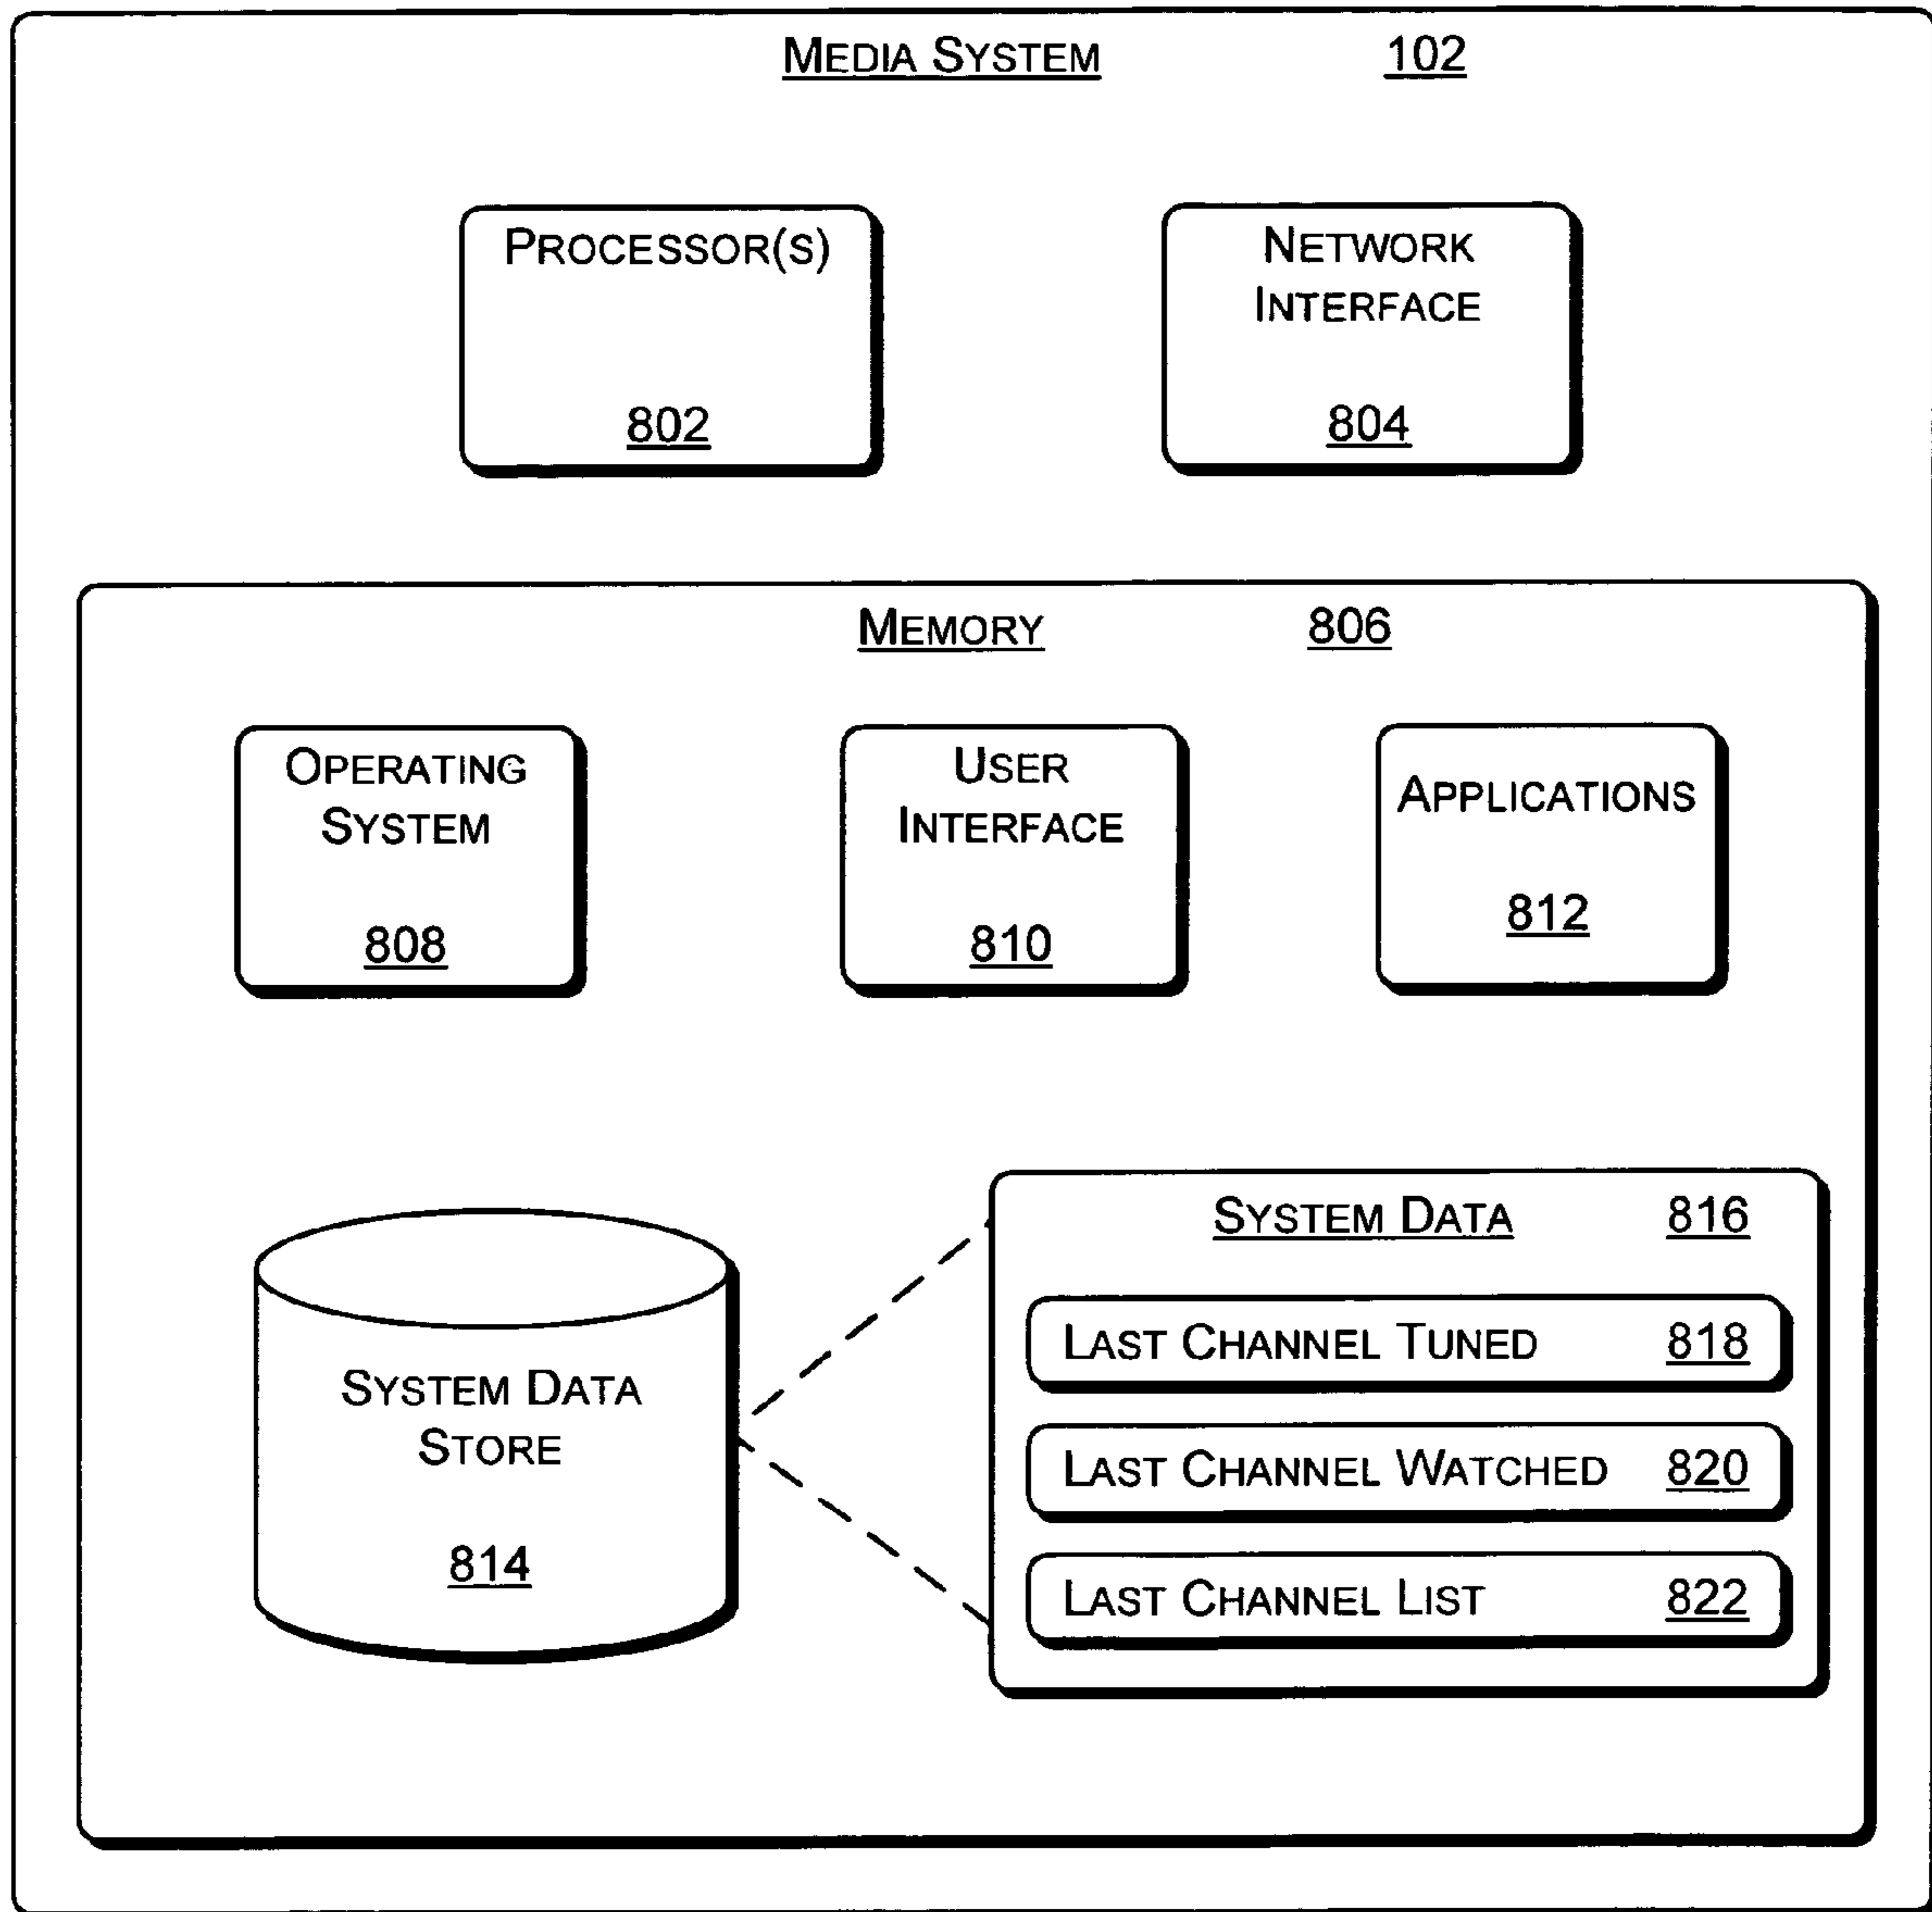 MEDIA SYSTEM 102
PROCESSOR(S)
802
NETWORK
INTERFACE
804
MEMORY 806
OPERATING
SYSTEM
808
USER
INTERFACE
810
APPLICATIONS
812
SYSTEM DATA
STORE
814
SYSTEM DATA 816
LAST CHANNEL TUNED 818
LAST CHANNEL WATCHED 820
LAST CHANNEL LIST 822